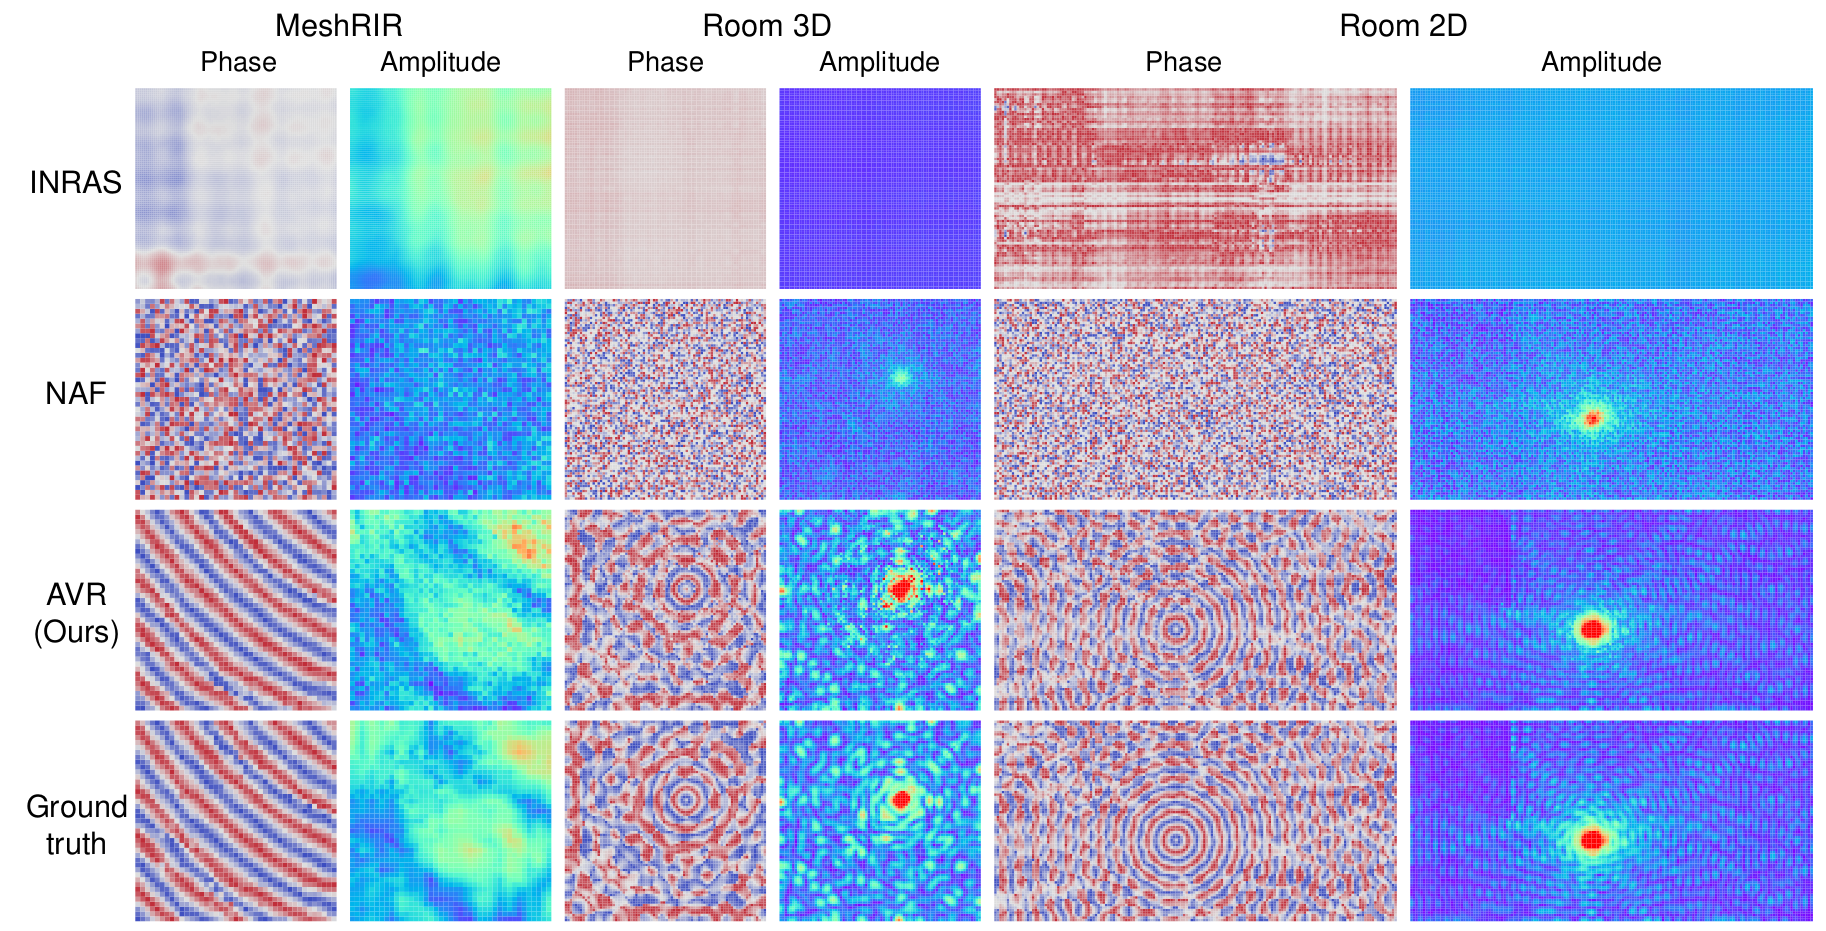 MeshRIR Room 3D Room 2D
Phase Amplitude Phase Amplitude Phase Amplitude
INRAS
NAF
AVR
(Ours)
Ground
truth